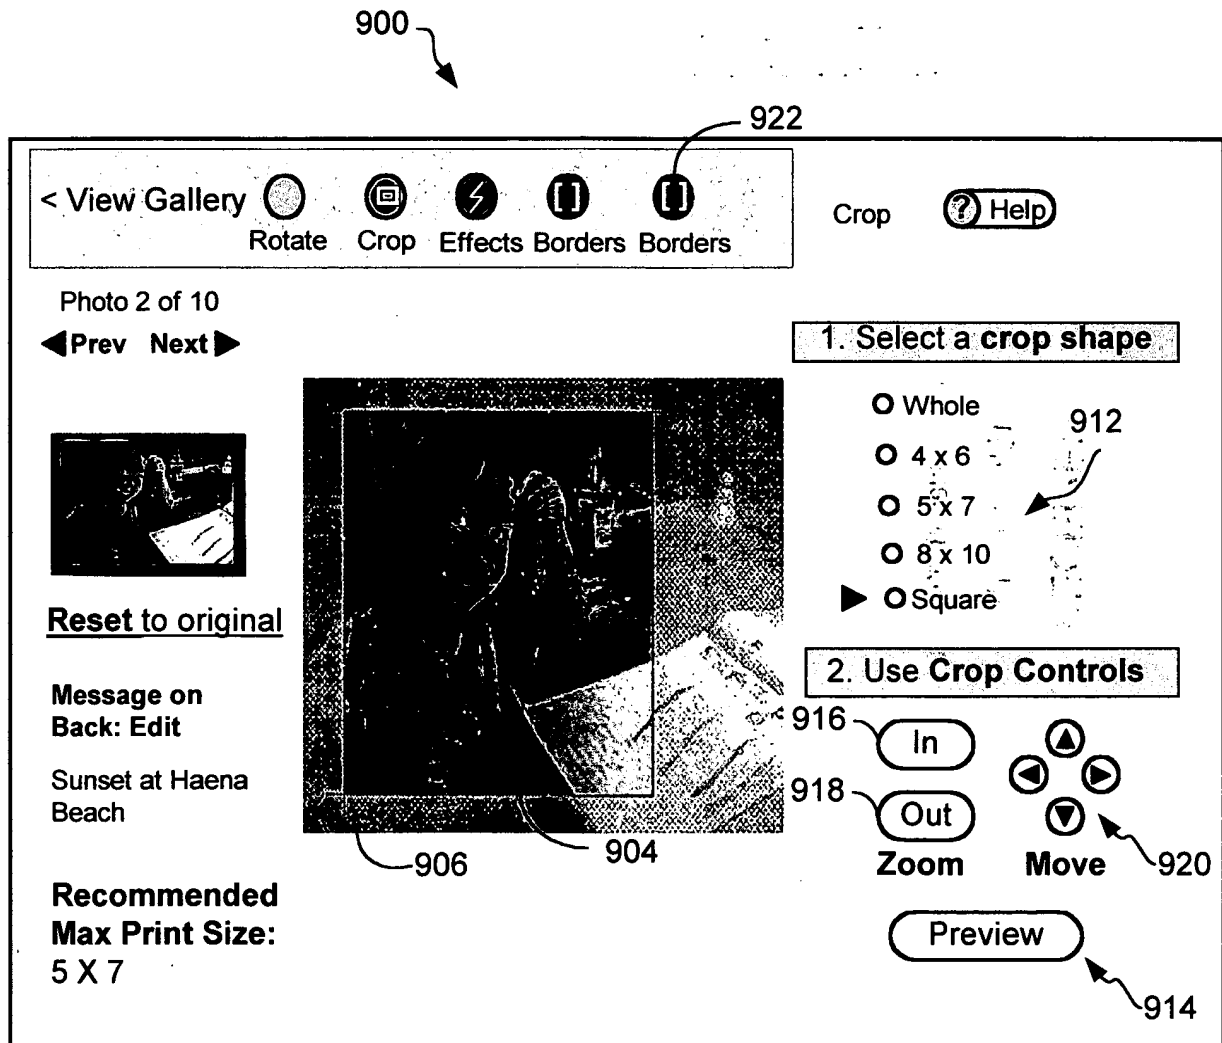 900
922
< View Gallery
Rotate Crop Effects Borders Borders
Crop ? Help
Photo 2 of 10
Prev Next
1. Select a crop shape
Whole
912
4 x 6
5 x 7
8 x 10
Square
Reset to original
2. Use Crop Controls
Message on
Back: Edit
916
In
Sunset at Haena
Beach
918
Out
904
906
Zoom Move
920
Recommended
Max Print Size:
5 X 7
Preview
914